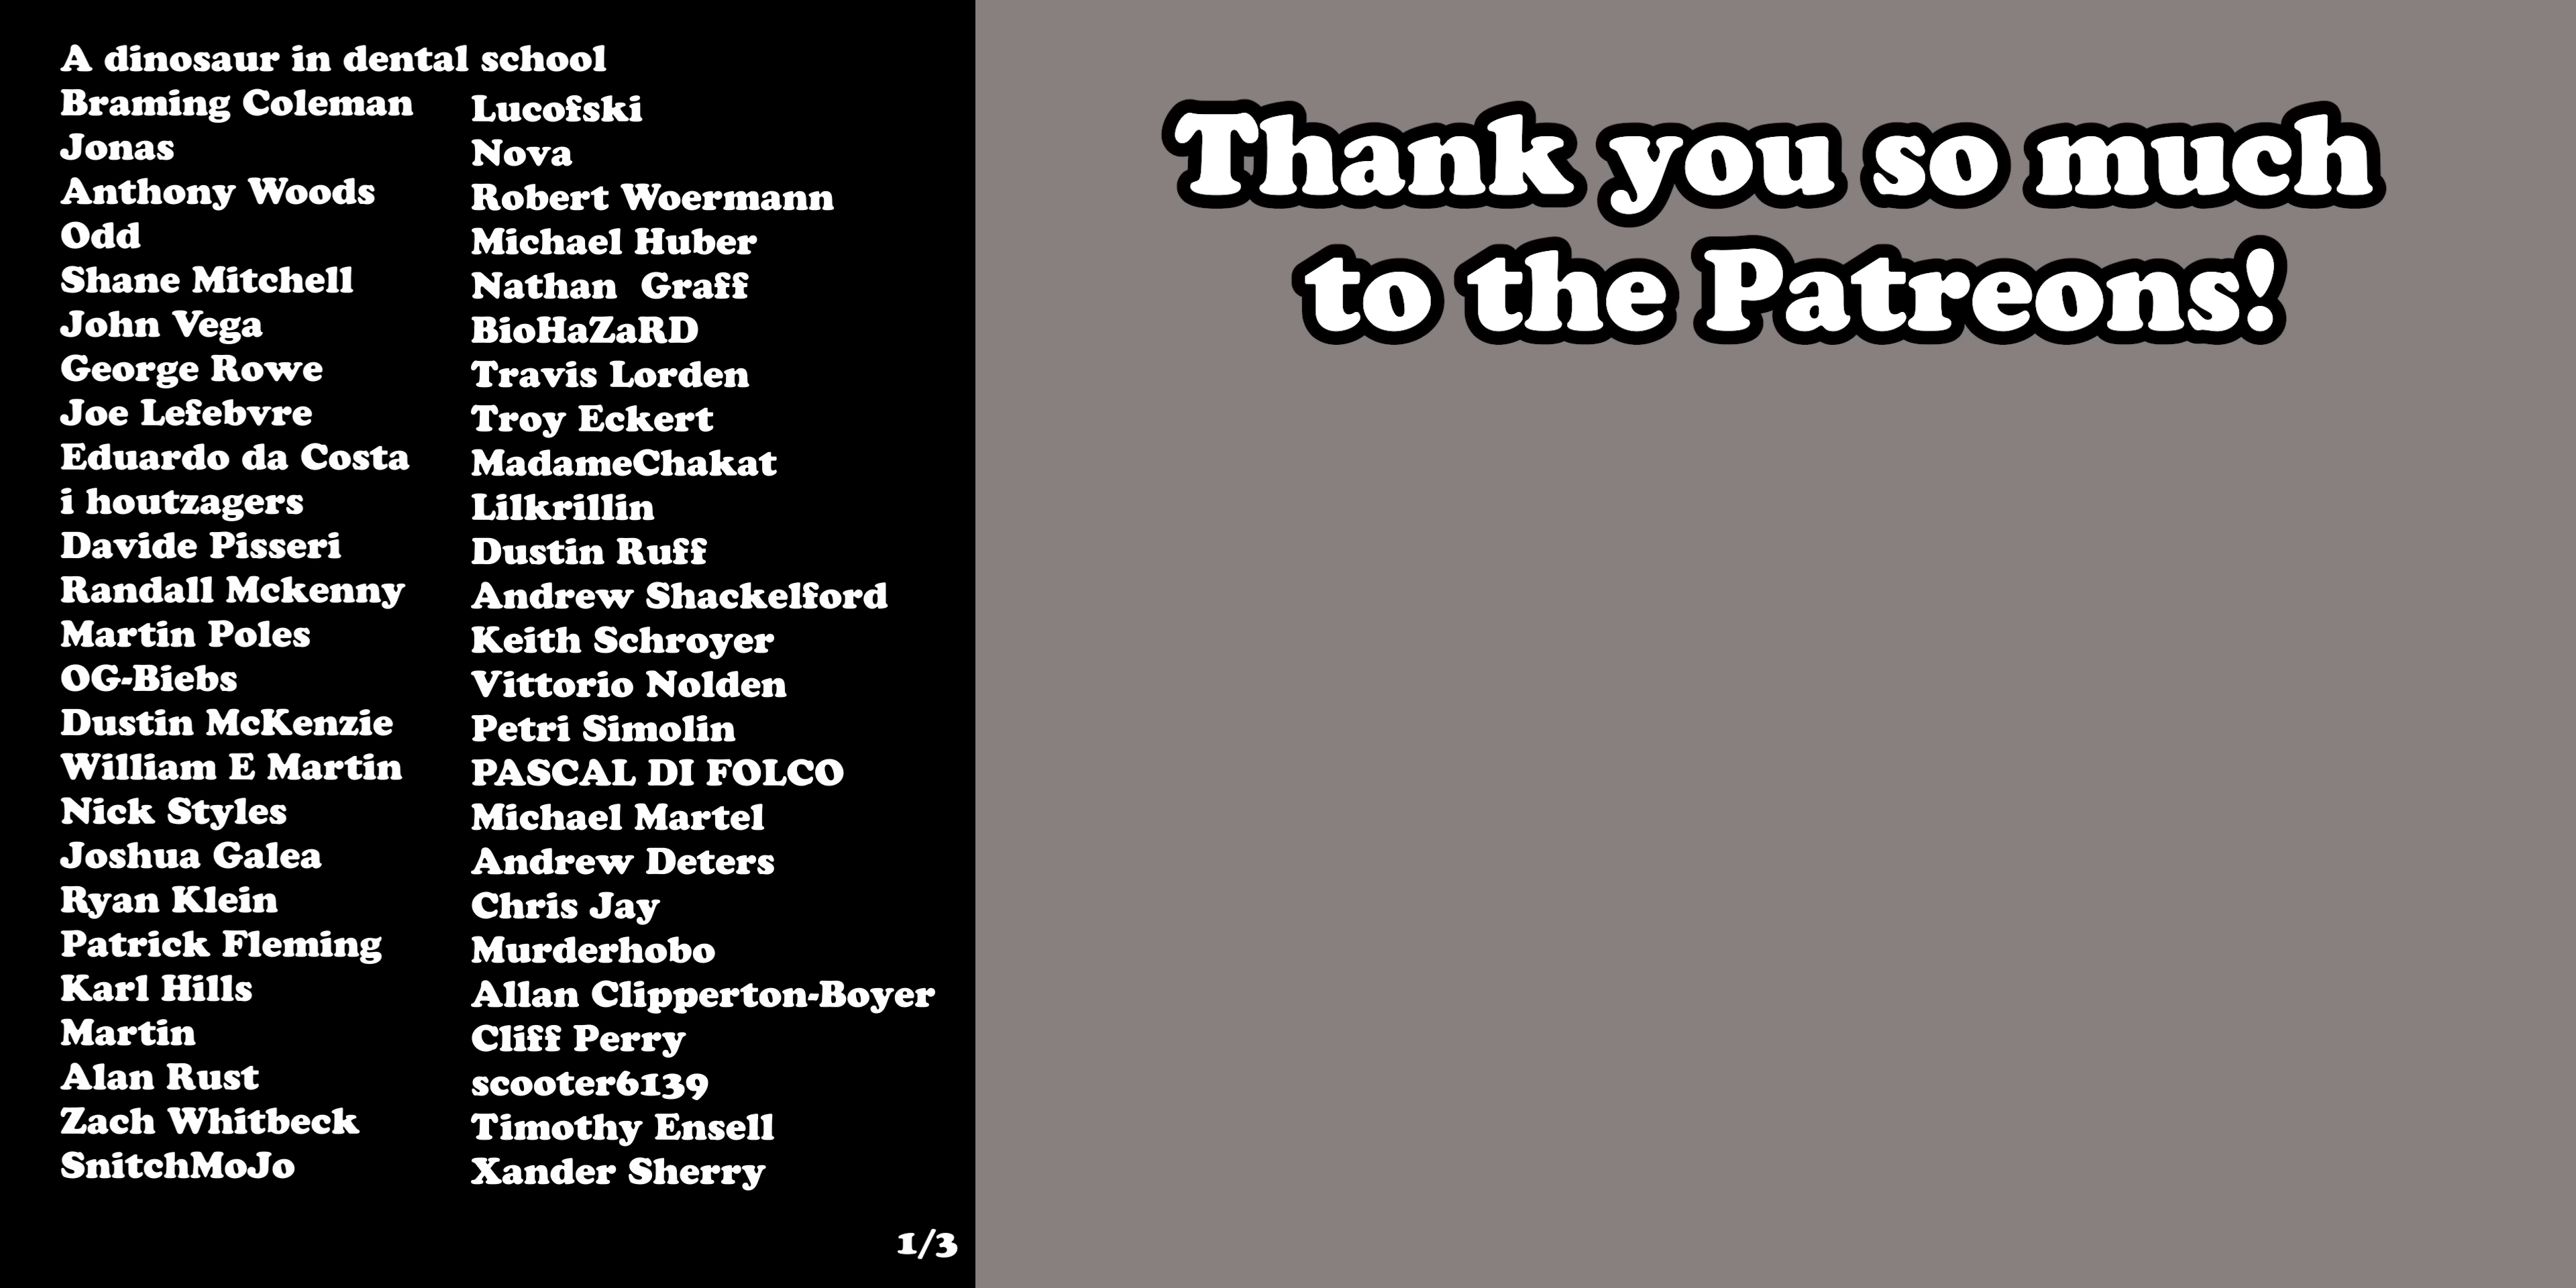 A dinosaur in dental school
Braming Coleman
Jonas
Anthony Woods
Odd
Shane Mitchell
John Vega
George Rowe
Joe Lefebvre
Eduardo da Costa
i houtzagers
Davide Pisseri
Randall Mckenny
Martin Poles
OG-Biebs
Dustin McKenzie
William E Martin
Nick Styles
Joshua Galea
Ryan Klein
Patrick Fleming
Karl Hills
Martin
Alan Rust
Zach Whitbeck
SnitchMoJo
Lucofski
Nova
Robert Woermann
Michael Huber
Nathan  Graff
BioHaZaRD
Travis Lorden
Troy Eckert
MadameChakat
Lilkrillin
Dustin Ruff
Andrew Shackelford
Keith Schroyer
Vittorio Nolden
Petri Simolin
PASCAL DI FOLCO
Michael Martel
Andrew Deters
Chris Jay
Murderhobo
Allan Clipperton-Boyer
Cliff Perry
scooter6139
Timothy Ensell
Xander Sherry
1/3
Thank you so much
to the Patreons!